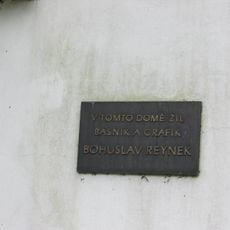 V TOMTO DOMĚ ŽIL
BÁSNÍK A GRAFIK
BOHUSLAV REYNEK